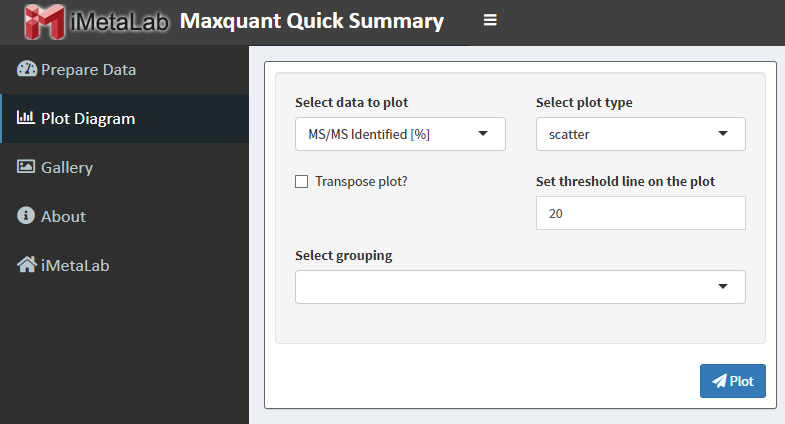 iMetaLab Maxquant Quick Summary
Prepare Data
Plot Diagram
Gallery
About
iMetaLab
Select data to plot Select plot type
MS/MS Identified [%] scatter
Transpose plot? Set threshold line on the plot
20
Select grouping
Plot